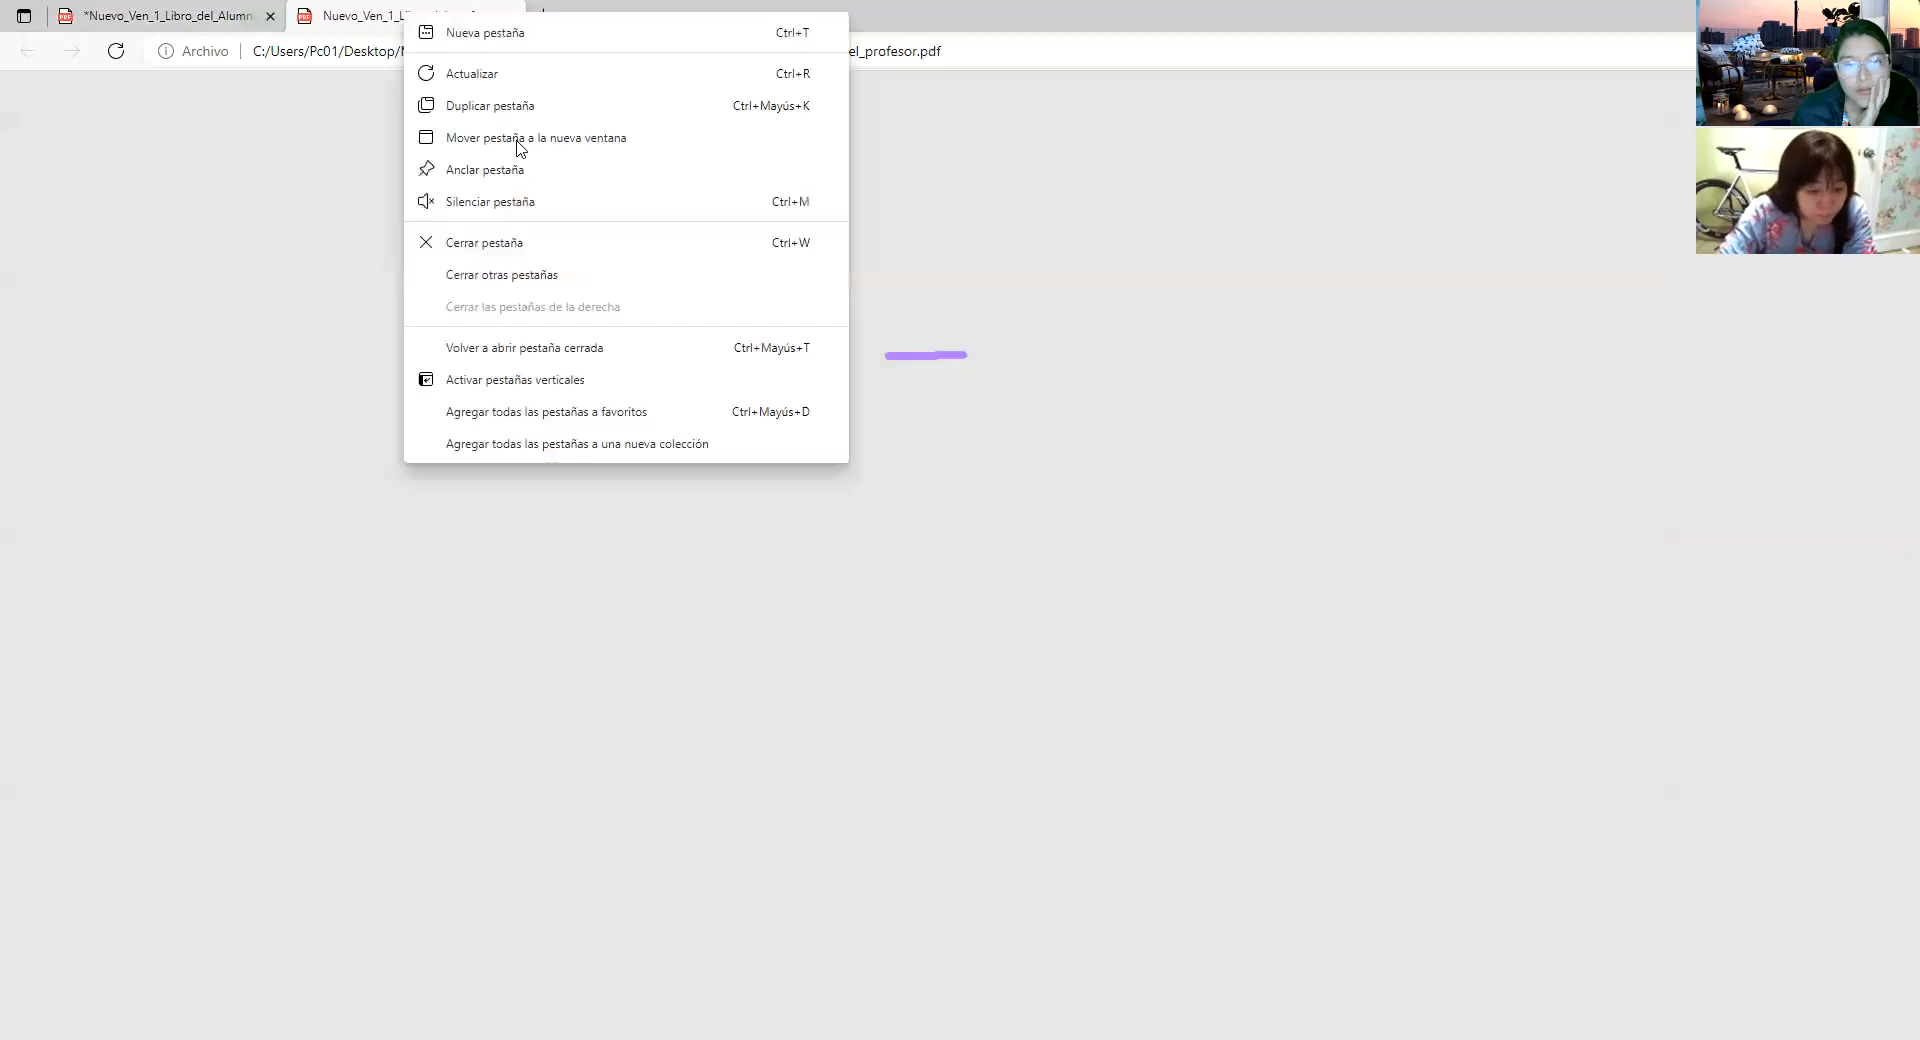 *Nuevo_Ven_1_Libro_del_Alumn
Nuevo_Ven_1_L
Archivo
C:/Users/Pc01/Desktop/
el_profesor.pdf
Nueva pestaña Ctrl+T
Actualizar Ctrl+R
Duplicar pestaña Ctrl+Mayús+K
Mover pestaña a la nueva ventana
Anclar pestaña
Silenciar pestaña Ctrl+M
Cerrar pestaña Ctrl+W
Cerrar otras pestañas
Cerrar las pestañas de la derecha
Volver a abrir pestaña cerrada Ctrl+Mayús+T
Activar pestañas verticales
Agregar todas las pestañas a favoritos Ctrl+Mayús+D
Agregar todas las pestañas a una nueva colección